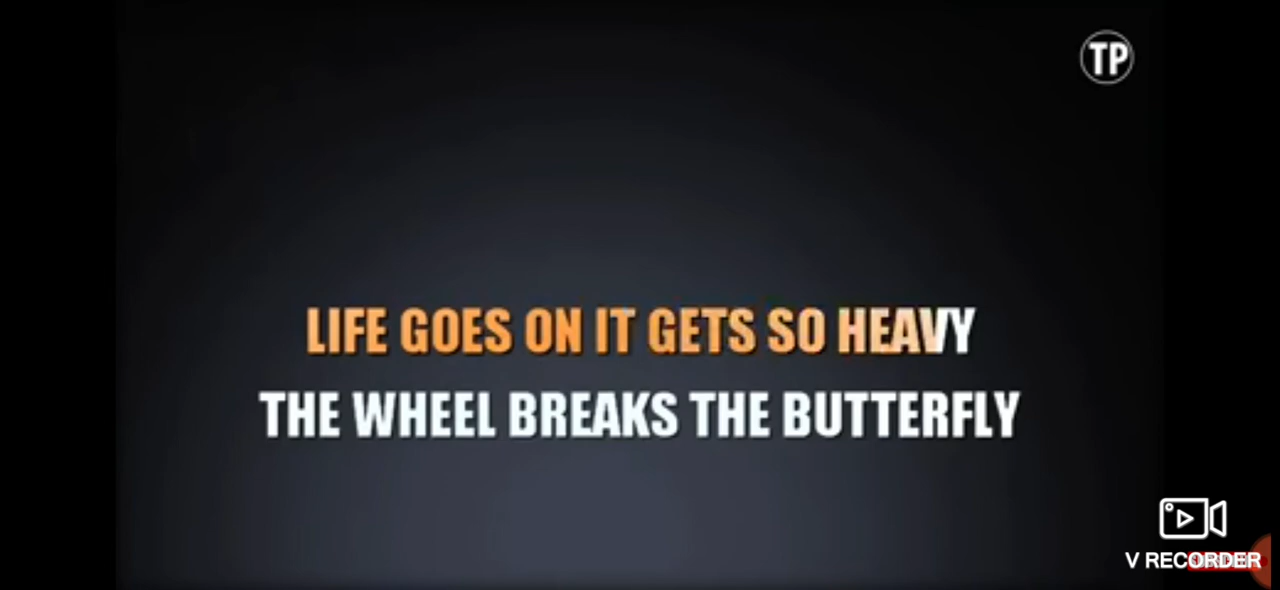 TP
LIFE GOES ON IT GETS SO HEAVY
THE WHEEL BREAKS THE BUTTERFLY
V RECORDER